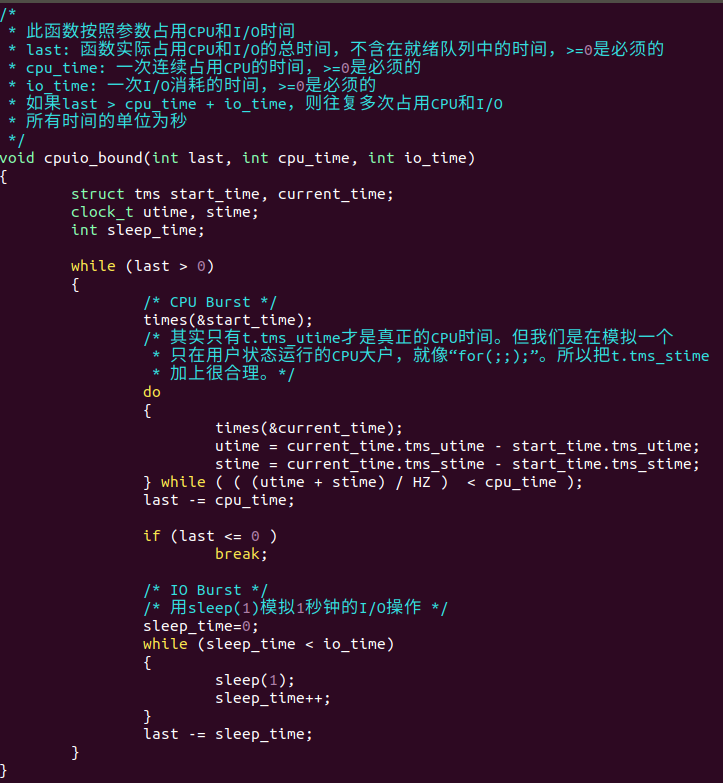 /*
 * 此函数按照参数占用CPU和I/O时间
 * last: 函数实际占用CPU和I/O的总时间，不含在就绪队列中的时间，>=0是必须的
 * cpu_time: 一次连续占用CPU的时间，>=0是必须的
 * io_time: 一次I/O消耗的时间，>=0是必须的
 * 如果last > cpu_time + io_time，则往复多次占用CPU和I/O
 * 所有时间的单位为秒
 */
void cpuio_bound(int last, int cpu_time, int io_time)
{
        struct tms start_time, current_time;
        clock_t utime, stime;
        int sleep_time;

        while (last > 0)
        {
                /* CPU Burst */
                times(&start_time);
                /* 其实只有t.tms_utime才是真正的CPU时间。但我们是在模拟一个
                 * 只在用户状态运行的CPU大户，就像“for(;;);”。所以把t.tms_stime
                 * 加上很合理。*/
                do
                {
                        times(&current_time);
                        utime = current_time.tms_utime - start_time.tms_utime;
                        stime = current_time.tms_stime - start_time.tms_stime;
                } while ( ( (utime + stime) / HZ )  < cpu_time );
                last -= cpu_time;

                if (last <= 0 )
                        break;

                /* IO Burst */
                /* 用sleep(1)模拟1秒钟的I/O操作 */
                sleep_time=0;
                while (sleep_time < io_time)
                {
                        sleep(1);
                        sleep_time++;
                }
                last -= sleep_time;
        }
}